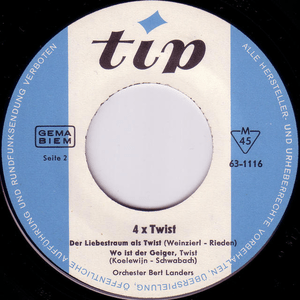 tip
GEMA
BIEM
Seite 2
M
45
63-1116
4 x Twist
Der Liebestraum als Twist (Weinzierl - Rieden)
Wo ist der Geiger, Twist
(Koelewijn - Schwabach)
Orchester Bert Landers
ALLE HERSTELLER- UND URHEBERRECHTE VORBEHALTEN, ÜBERSPIELUNG, ÖFFENTLICHE AUFFÜHRUNG UND RUNDFUNKSENDUNG VERBOTEN